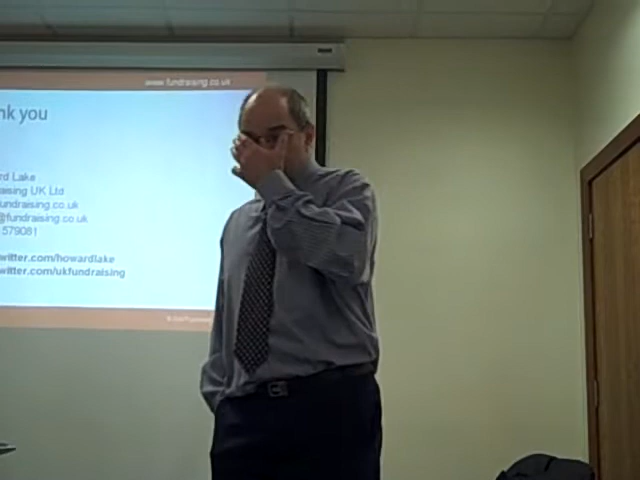 www.fundraising.co.uk
nk you
rd Lake
aising UK Ltd
undraising.co.uk
@fundraising.co.uk
579081
witter.com/howardlake
witter.com/ukfundraising